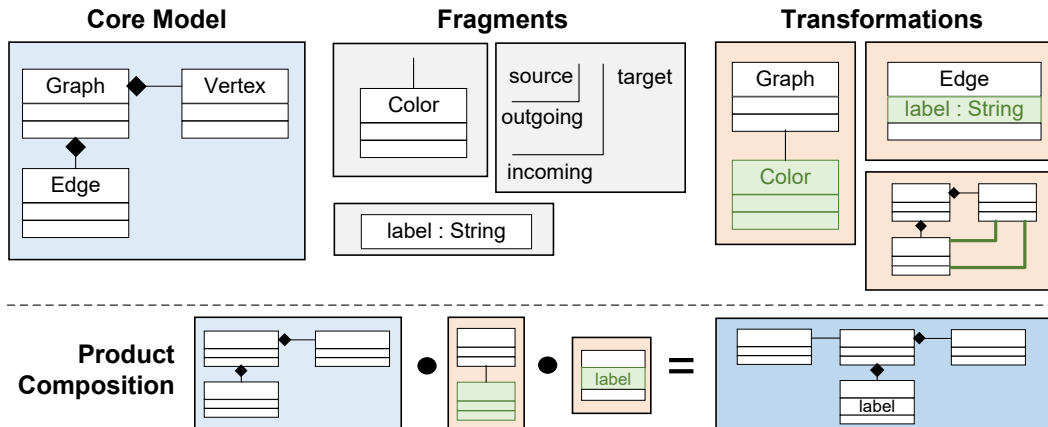 Core Model
Fragments
Transformations
Graph
Vertex
Edge
Color
source
target
outgoing
incoming
label : String
Graph
Color
Edge
label : String
Product
Composition
label
=
label